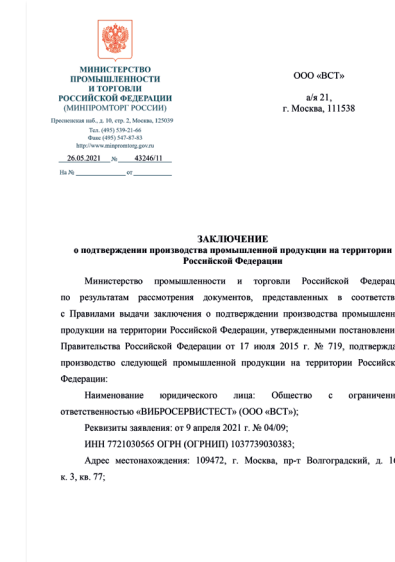 МИНИСТЕРСТВО
ПРОМЫШЛЕННОСТИ
И ТОРГОВЛИ
РОССИЙСКОЙ ФЕДЕРАЦИИ
(МИНПРОМТОРГ РОССИИ)
Пресненская наб., д. 10, стр. 2, Москва, 125039
Тел. (495) 539-21-66
Факс (495) 547-87-83
http://www.minpromtorg.gov.ru
26.05.2021 № 43246/11
На № от
ООО «ВСТ»
а/я 21,
г. Москва, 111538
ЗАКЛЮЧЕНИЕ
о подтверждении производства промышленной продукции на территории
Российской Федерации
Министерство промышленности и торговли Российской Федерац
по результатам рассмотрения документов, представленных в соответств
с Правилами выдачи заключения о подтверждении производства промышленн
продукции на территории Российской Федерации, утвержденными постановлени
Правительства Российской Федерации от 17 июля 2015 г. № 719, подтвержда
производство следующей промышленной продукции на территории Российск
Федерации:
Наименование юридического лица: Общество с ограничен
ответственностью «ВИБРОСЕРВИСТЕСТ» (ООО «ВСТ»);
Реквизиты заявления: от 9 апреля 2021 г. № 04/09;
ИНН 7721030565 ОГРН (ОГРНИП) 1037739030383;
Адрес местонахождения: 109472, г. Москва, пр-т Волгоградский, д. 1
к. 3, кв. 77;